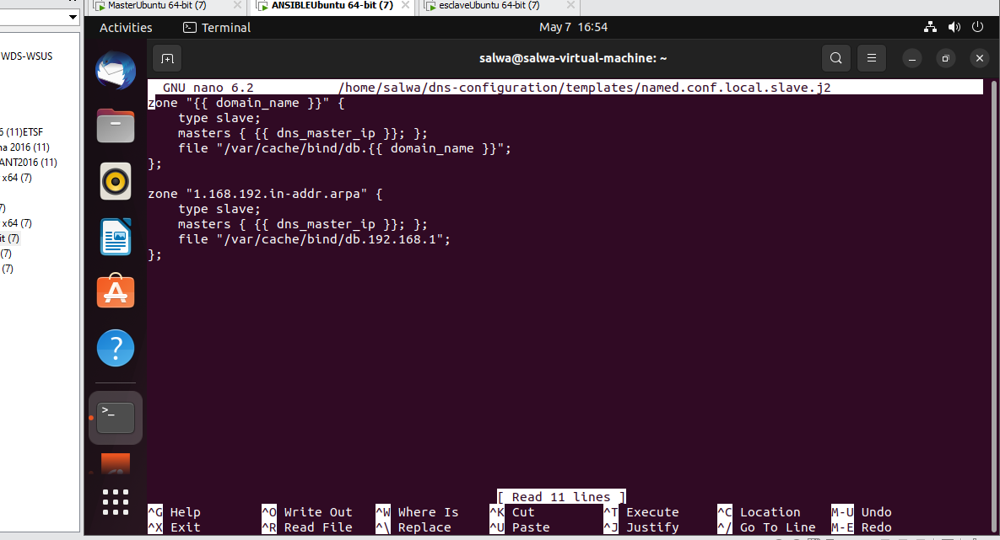 MasterUbuntu 64-bit (7)
ANSIBLEUbuntu 64-bit (7)
esclaveUbuntu 64-bit (7)
Activities
Terminal
May 7 16:54
WDS-WSUS
salwa@salwa-virtual-machine: ~
GNU nano 6.2 /home/salwa/dns-configuration/templates/named.conf.local.slave.j2
zone "{{ domain_name }}" {
type slave;
masters { {{ dns_master_ip }}; };
file "/var/cache/bind/db.{{ domain_name }}";
};
zone "1.168.192.in-addr.arpa" {
type slave;
masters { {{ dns_master_ip }}; };
file "/var/cache/bind/db.192.168.1";
};
6 (11)ETSF
na 2016 (11)
ANT2016 (11)
x64 (7)
7)
x64 (7)
it (7)
(7)
(7)
[ Read 11 lines ]
^G Help ^O Write Out ^W Where Is ^K Cut ^T Execute ^C Location M-U Undo
^X Exit ^R Read File ^\ Replace ^U Paste ^J Justify ^/ Go To Line M-E Redo